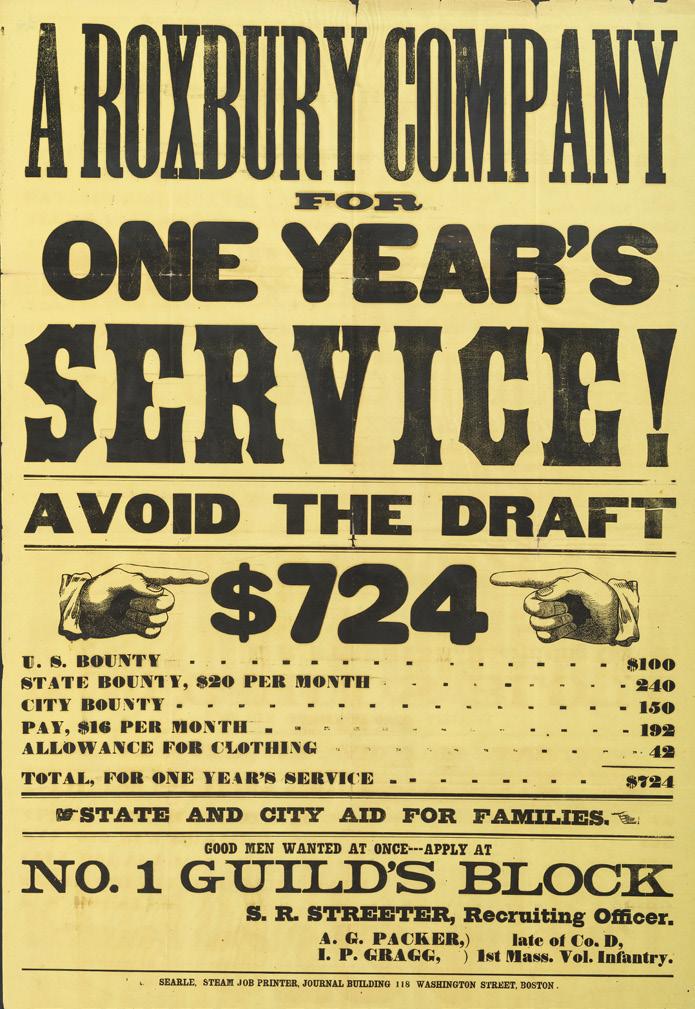 A ROXBURY COMPANY
FOR
ONE YEAR'S
SERVICE!
AVOID THE DRAFT
$724
U. S. BOUNTY - - - - - - - - - - - - $100
STATE BOUNTY, $20 PER MONTH - - - - - - 240
CITY BOUNTY - - - - - - - - - - - - 150
PAY, $16 PER MONTH - - - - - - - - - 192
ALLOWANCE FOR CLOTHING - - - - - - - 42
TOTAL, FOR ONE YEAR'S SERVICE - - - - - - - $724
☞STATE AND CITY AID FOR FAMILIES.☜
GOOD MEN WANTED AT ONCE---APPLY AT
NO. 1 GUILD'S BLOCK
S. R. STREETER, Recruiting Officer.
A. G. PACKER,) late of Co. D,
I. P. GRAGG, ) 1st Mass. Vol. Infantry.
SEARLE, STEAM JOB PRINTER, JOURNAL BUILDING 118 WASHINGTON STREET, BOSTON.